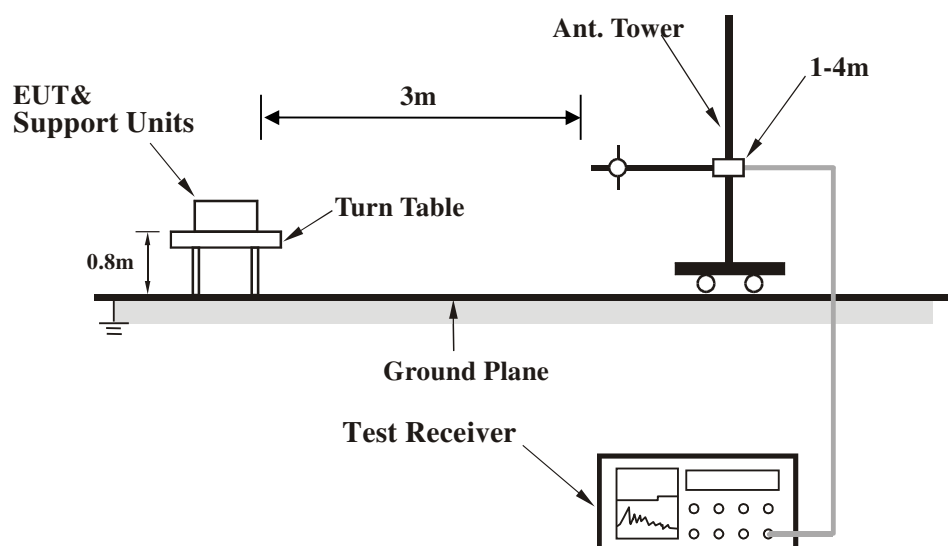 Ant. Tower
1-4m
3m
EUT&
Support Units
Turn Table
0.8m
Ground Plane
Test Receiver